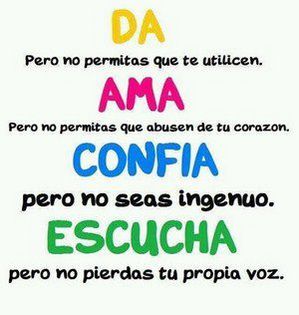 DA
Pero no permitas que te utilicen.
AMA
Pero no permitas que abusen de tu corazon.
CONFIA
pero no seas ingenuo.
ESCUCHA
pero no pierdas tu propia voz.